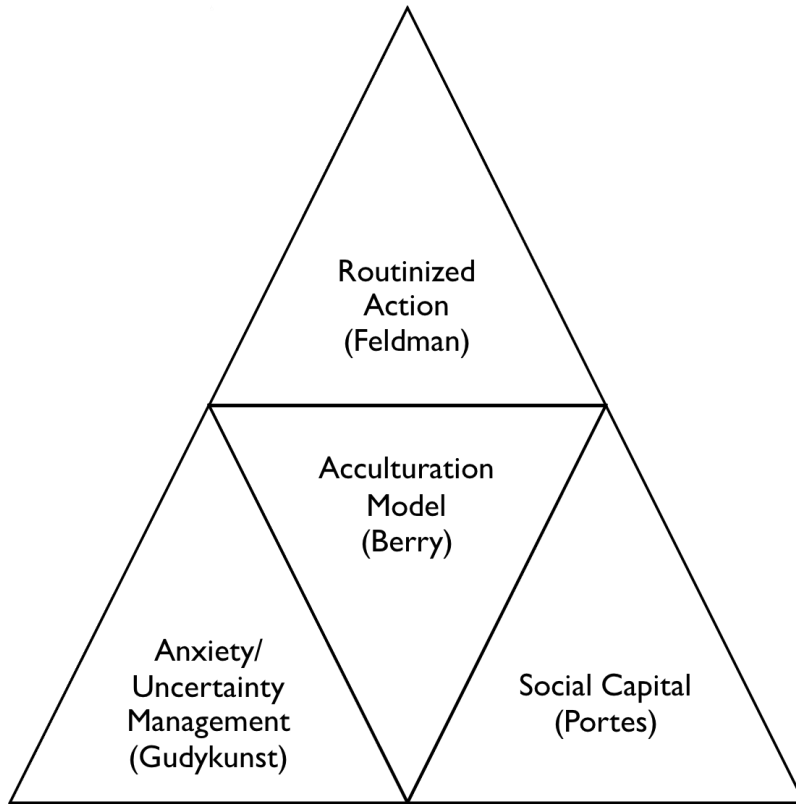 Routinized
Action
(Feldman)
Acculturation
Model
(Berry)
Anxiety/
Uncertainty
Management
(Gudykunst)
Social Capital
(Portes)